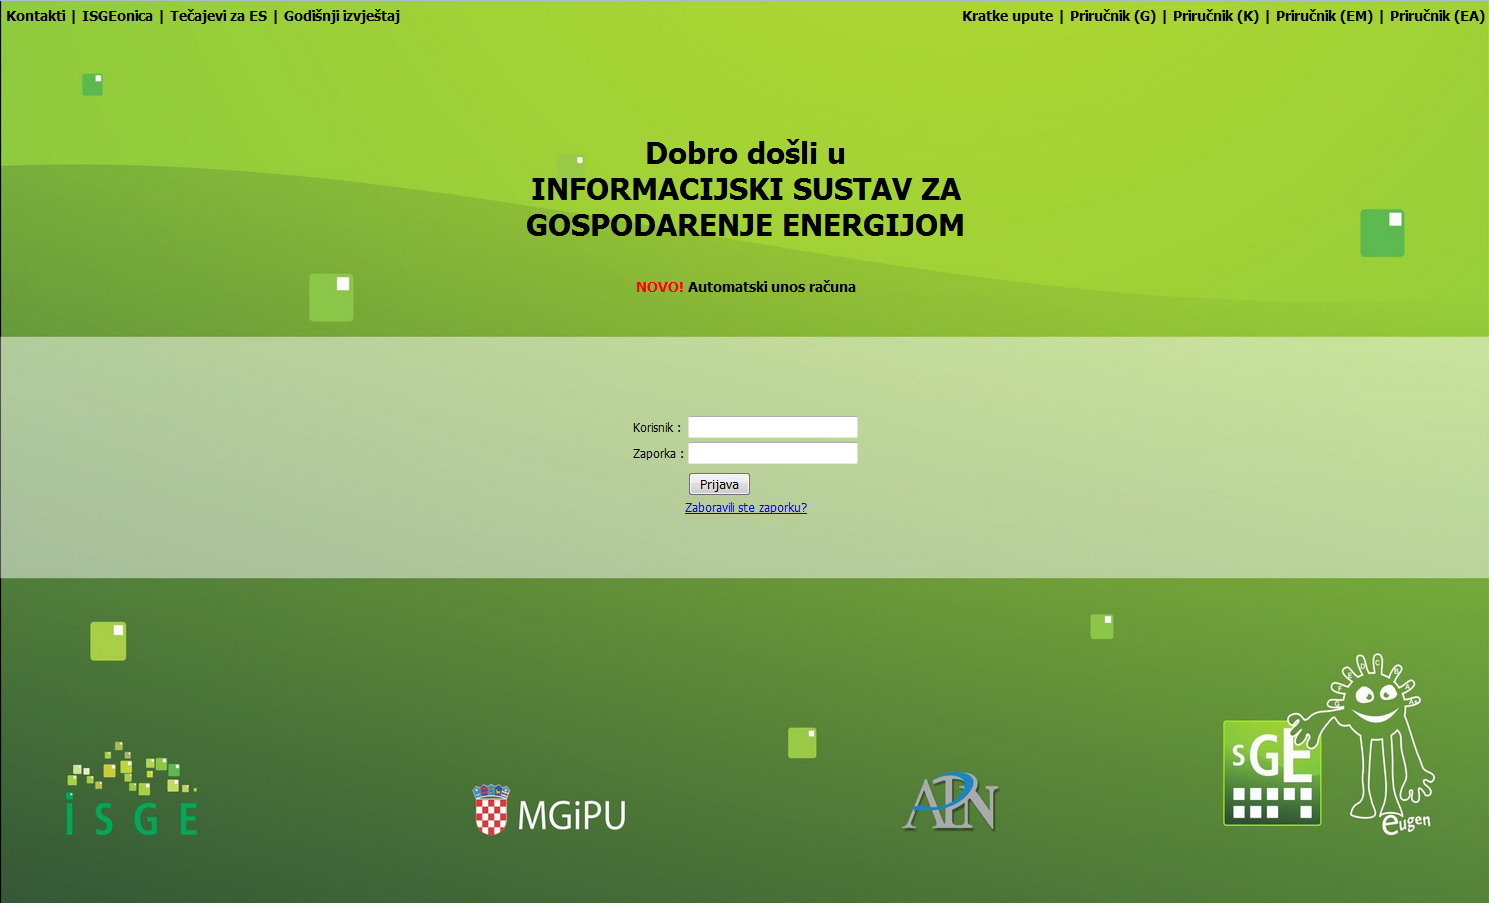 Kontakti | ISGEonica | Tečajevi za ES | Godišnji izvještaj
Kratke upute | Priručnik (G) | Priručnik (K) | Priručnik (EM) | Priručnik (EA)
Dobro došli u
INFORMACIJSKI SUSTAV ZA
GOSPODARENJE ENERGIJOM
NOVO! Automatski unos računa
Korisnik :
Zaporka :
Prijava
Zaboravili ste zaporku?
iSGE
MGiPU
APN
sGE
G F E D C B A A+
eugen